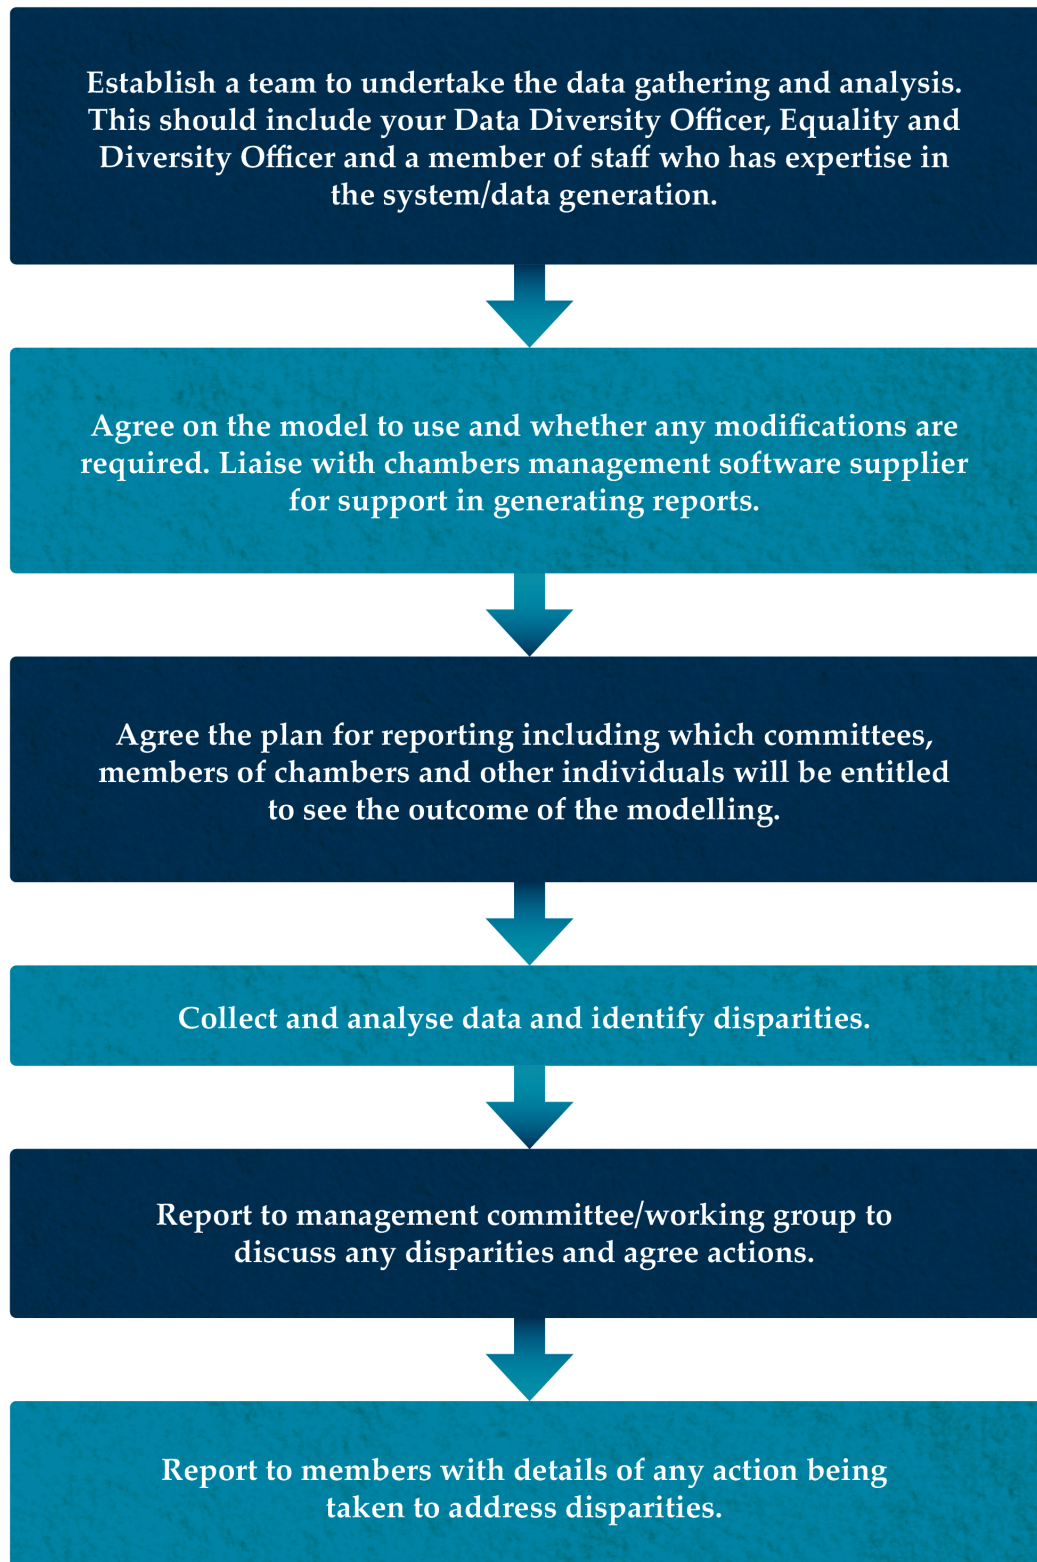 Establish a team to undertake the data gathering and analysis.
This should include your Data Diversity Officer, Equality and
Diversity Officer and a member of staff who has expertise in
the system/data generation.
Agree on the model to use and whether any modifications are
required. Liaise with chambers management software supplier
for support in generating reports.
Agree the plan for reporting including which committees,
members of chambers and other individuals will be entitled
to see the outcome of the modelling.
Collect and analyse data and identify disparities.
Report to management committee/working group to
discuss any disparities and agree actions.
Report to members with details of any action being
taken to address disparities.